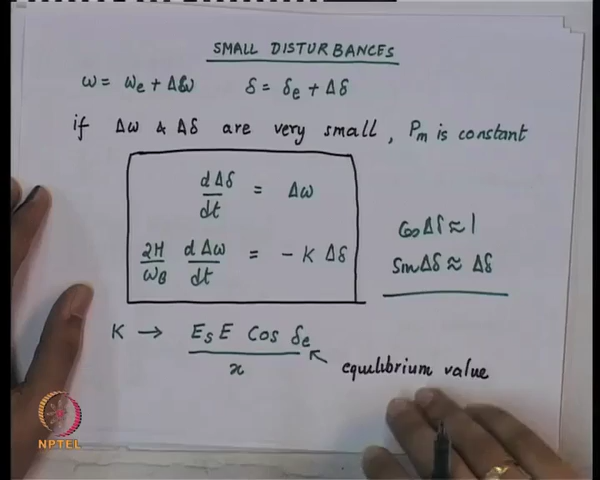 SMALL DISTURBANCES
ω = ωe + Δω   δ = δe + Δδ
if Δω & Δδ are very small, Pm is constant
dΔδ/dt = Δω
2H/ωB dΔω/dt = - K Δδ
Cos Δδ ≈ 1
Sin Δδ ≈ Δδ
K → EsE Cos δe / x
equilibrium value
NPTEL